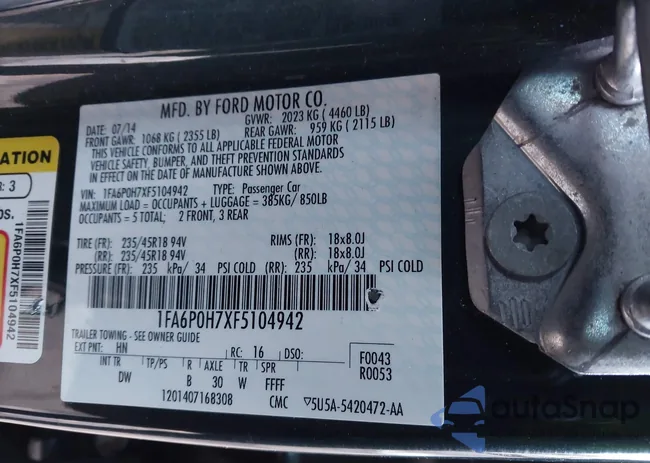 MFD. BY FORD MOTOR CO.
DATE: 07/14 GVWR: 2023 KG ( 4460 LB)
FRONT GAWR: 1068 KG ( 2355 LB) REAR GAWR: 959 KG ( 2115 LB)
THIS VEHICLE CONFORMS TO ALL APPLICABLE FEDERAL MOTOR
VEHICLE SAFETY, BUMPER, AND THEFT PREVENTION STANDARDS
IN EFFECT ON THE DATE OF MANUFACTURE SHOWN ABOVE.
VIN: 1FA6P0H7XF5104942 TYPE: Passenger Car
MAXIMUM LOAD = OCCUPANTS + LUGGAGE = 385KG/ 850LB
OCCUPANTS = 5 TOTAL; 2 FRONT, 3 REAR
TIRE (FR): 235/45R18 94V RIMS (FR): 18x8.0J
(RR): 235/45R18 94V (RR): 18x8.0J
PRESSURE (FR): 235 kPa/ 34 PSI COLD (RR): 235 kPa/ 34 PSI COLD
1FA6P0H7XF5104942
TRAILER TOWING - SEE OWNER GUIDE
EXT PNT: HN RC: 16 DSO: F0043
INT TR TP/PS R AXLE TR SPR R0053
DW B 30 W FFFF
1201407168308 CMC 5U5A-5420472-AA
ATION
R: 3
bs.
1FA6P0H7XF5104942
autoSnap